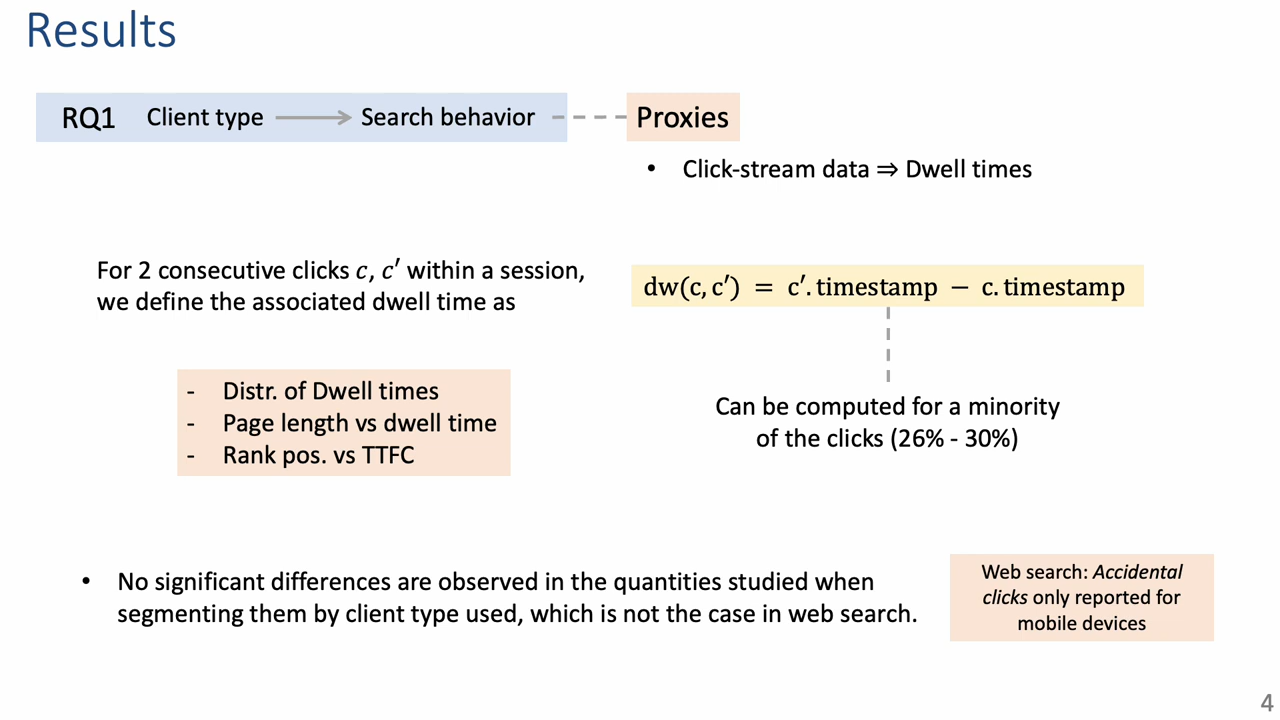 Results
RQ1 Client type Search behavior Proxies
• Click-stream data ⇒ Dwell times
For 2 consecutive clicks c, c′ within a session,
we define the associated dwell time as
dw(c, c′) = c′. timestamp − c. timestamp
- Distr. of Dwell times
- Page length vs dwell time
- Rank pos. vs TTFC
Can be computed for a minority
of the clicks (26% - 30%)
• No significant differences are observed in the quantities studied when
segmenting them by client type used, which is not the case in web search.
Web search: Accidental
clicks only reported for
mobile devices
4